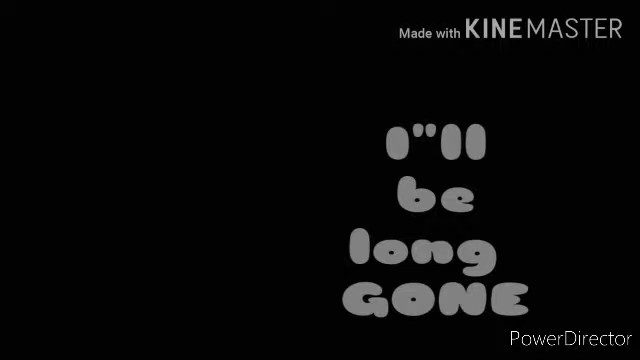 Made with KINEMASTER
I"ll
be
long
GONE
PowerDirector